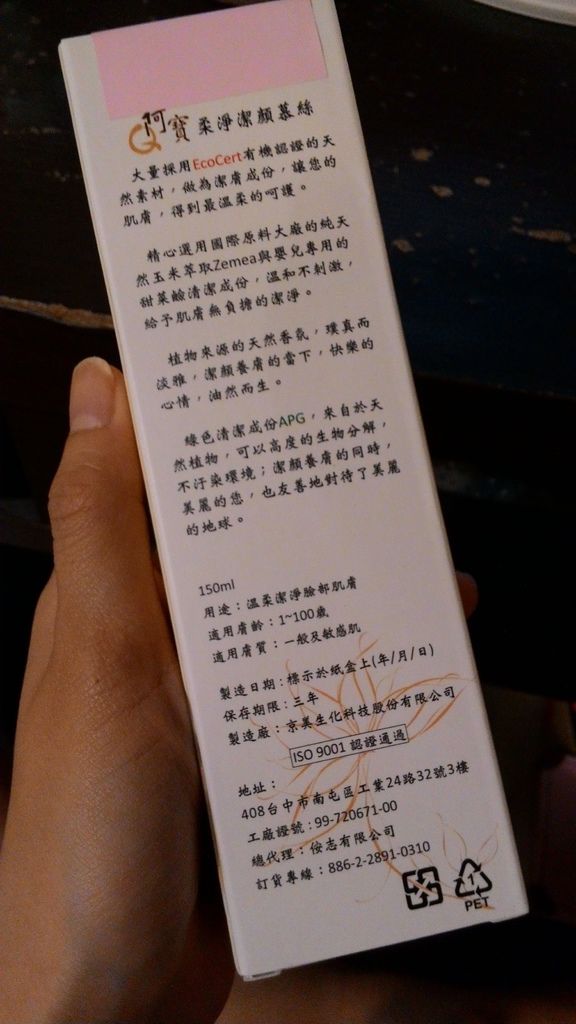 阿Q寶 柔淨潔顏慕絲
大量採用EcoCert有機認證的天
然素材，做為潔膚成份，讓您的
肌膚，得到最溫柔的呵護。
精心選用國際原料大廠的純天
然玉米萃取Zemea與嬰兒專用的
甜菜鹼清潔成份，溫和不刺激，
給予肌膚無負擔的潔淨。
植物來源的天然香氛，璞真而
淡雅，潔顏養膚的當下，快樂的
心情，油然而生。
綠色清潔成份APG，來自於天
然植物，可以高度的生物分解，
不汙染環境；潔顏養膚的同時，
美麗的您，也友善地對待了美麗
的地球。
150ml
用途：溫柔潔淨臉部肌膚
適用膚齡：1~100歲
適用膚質：一般及敏感肌
製造日期：標示於紙盒上(年/月/日)
保存期限：三年
製造廠：京美生化科技股份有限公司
ISO 9001 認證通過
地址：
408台中市南屯區工業24路32號3樓
工廠證號：99-720671-00
總代理：侒志有限公司
訂貨專線：886-2-2891-0310
1
PET